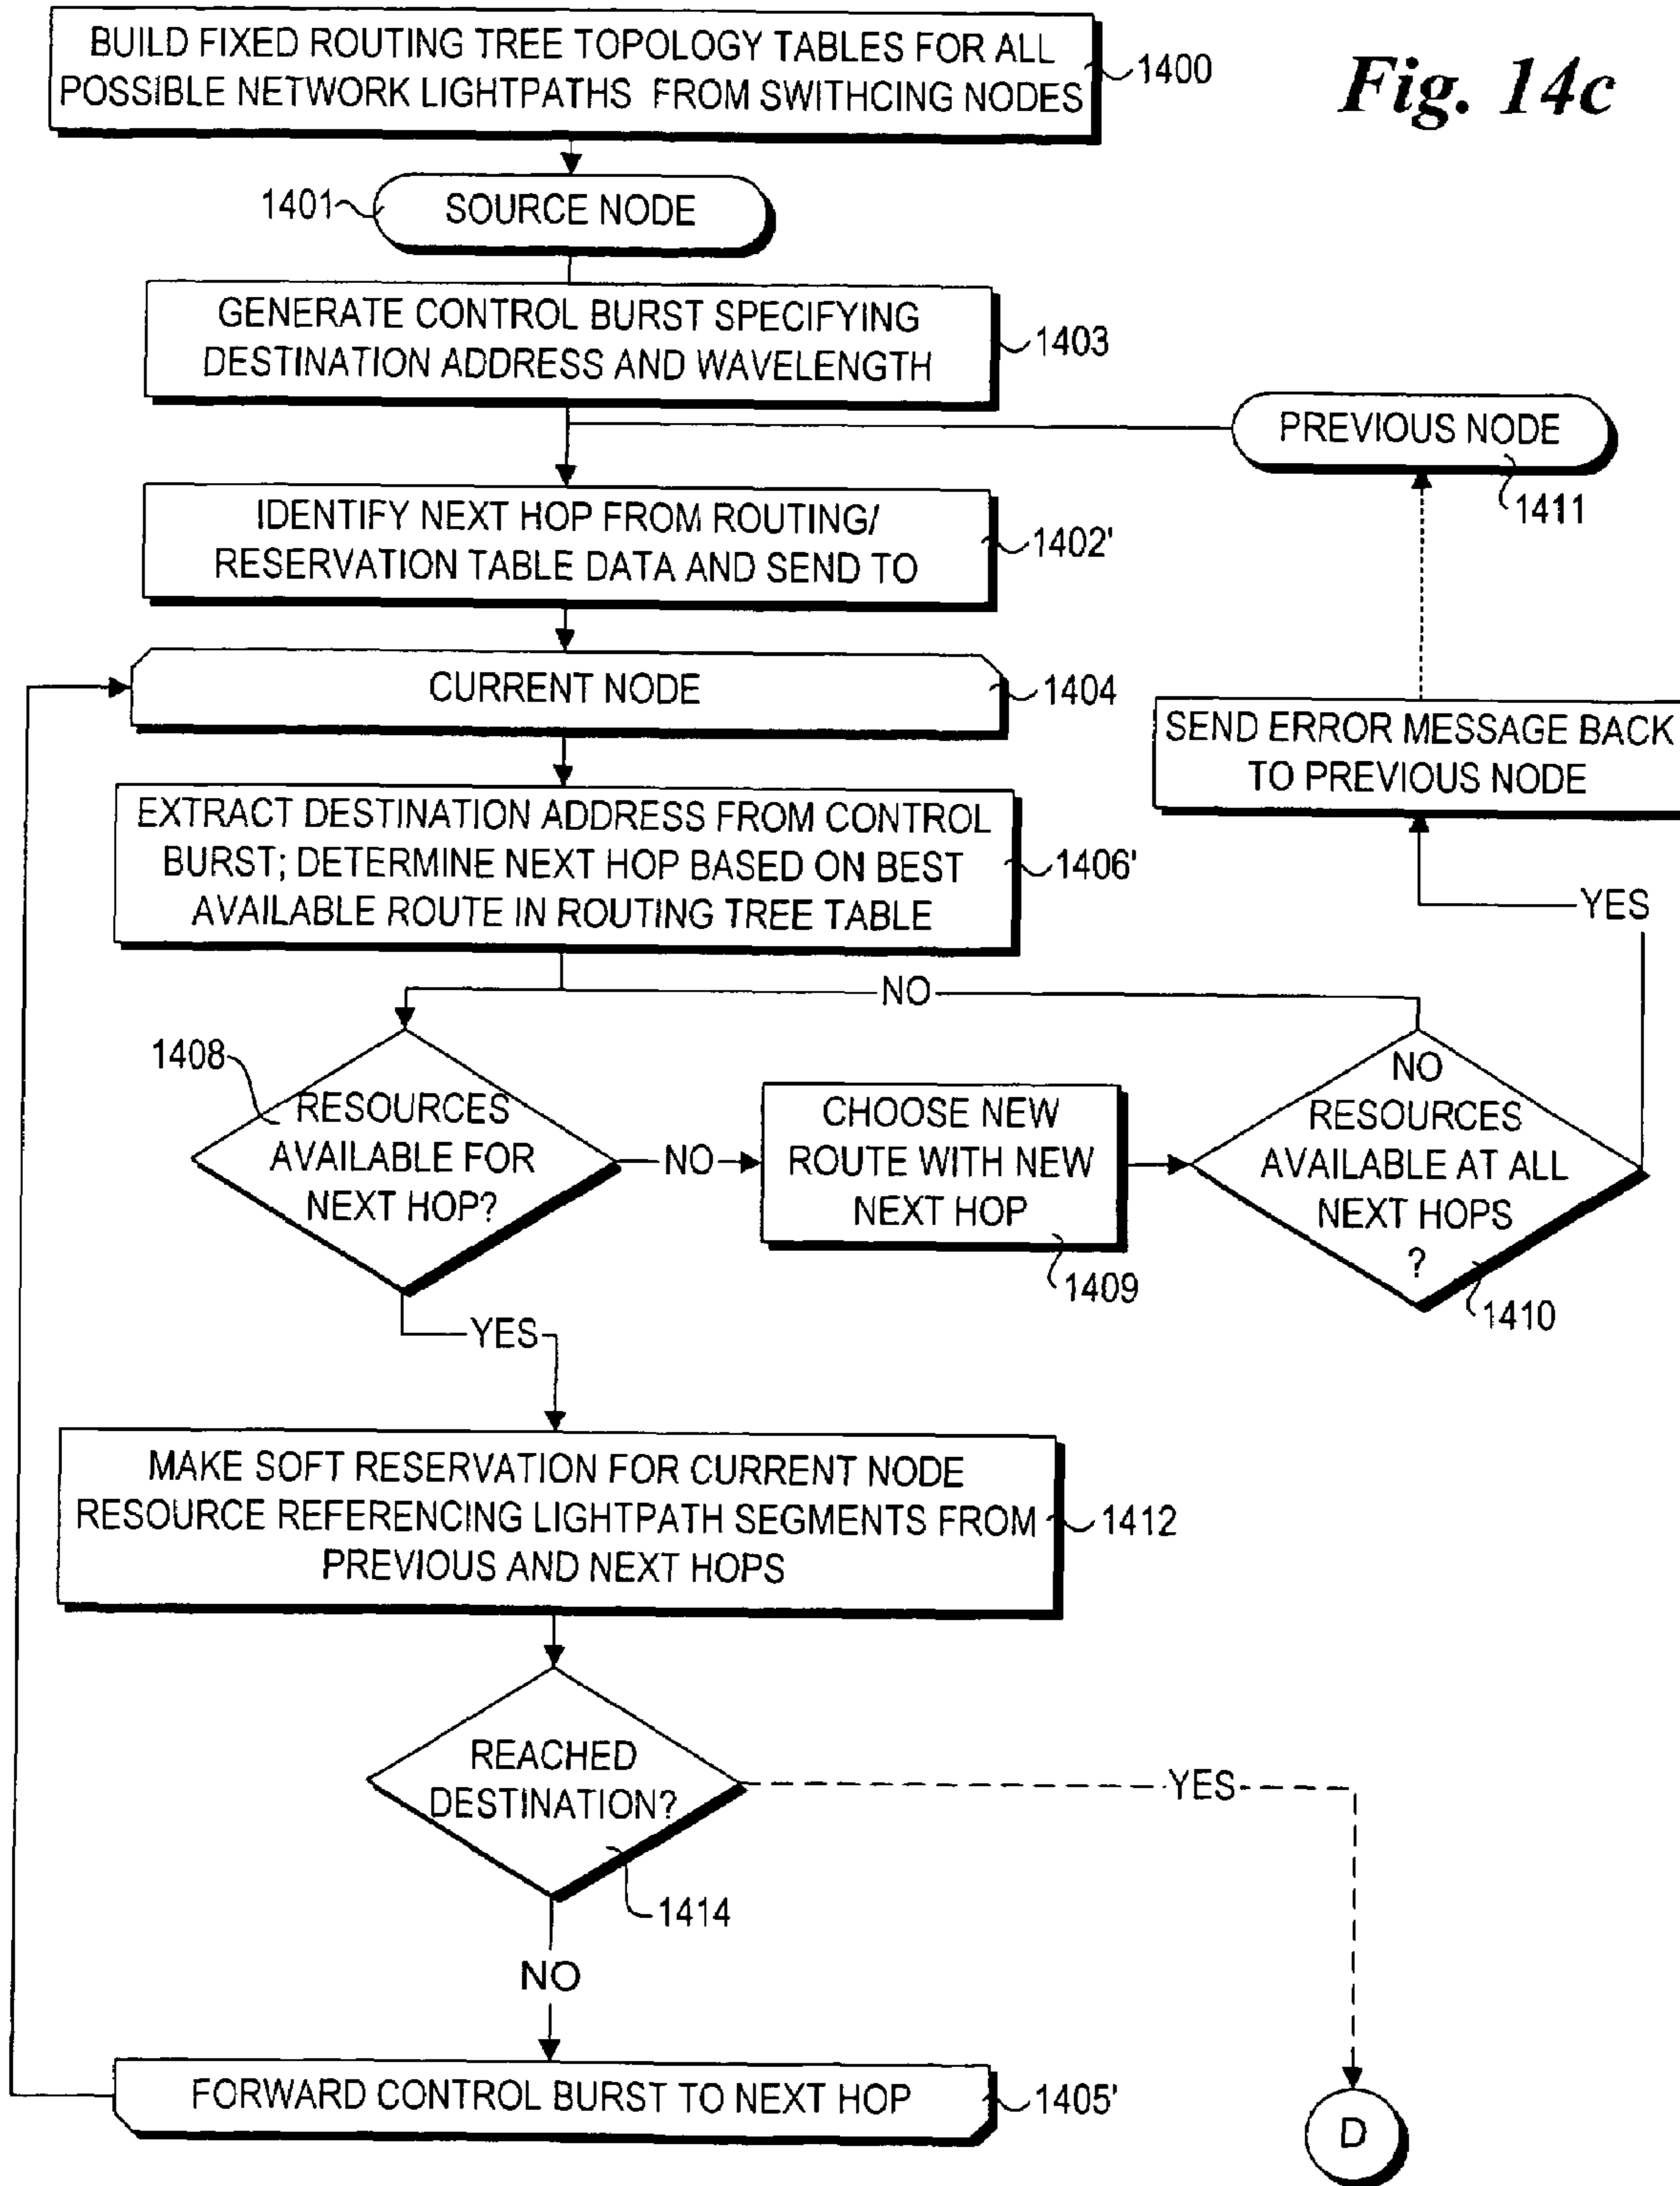 BUILD FIXED ROUTING TREE TOPOLOGY TABLES FOR ALL
POSSIBLE NETWORK LIGHTPATHS FROM SWITHCING NODES
1400
Fig. 14c
1401
SOURCE NODE
GENERATE CONTROL BURST SPECIFYING
DESTINATION ADDRESS AND WAVELENGTH
1403
PREVIOUS NODE
1411
IDENTIFY NEXT HOP FROM ROUTING/
RESERVATION TABLE DATA AND SEND TO
1402'
CURRENT NODE
1404
SEND ERROR MESSAGE BACK
TO PREVIOUS NODE
EXTRACT DESTINATION ADDRESS FROM CONTROL
BURST; DETERMINE NEXT HOP BASED ON BEST
AVAILABLE ROUTE IN ROUTING TREE TABLE
1406'
YES
NO
1408
RESOURCES
AVAILABLE FOR
NEXT HOP?
NO
CHOOSE NEW
ROUTE WITH NEW
NEXT HOP
1409
NO
RESOURCES
AVAILABLE AT ALL
NEXT HOPS
?
1410
YES
MAKE SOFT RESERVATION FOR CURRENT NODE
RESOURCE REFERENCING LIGHTPATH SEGMENTS FROM
PREVIOUS AND NEXT HOPS
1412
REACHED
DESTINATION?
YES
1414
NO
FORWARD CONTROL BURST TO NEXT HOP
1405'
D